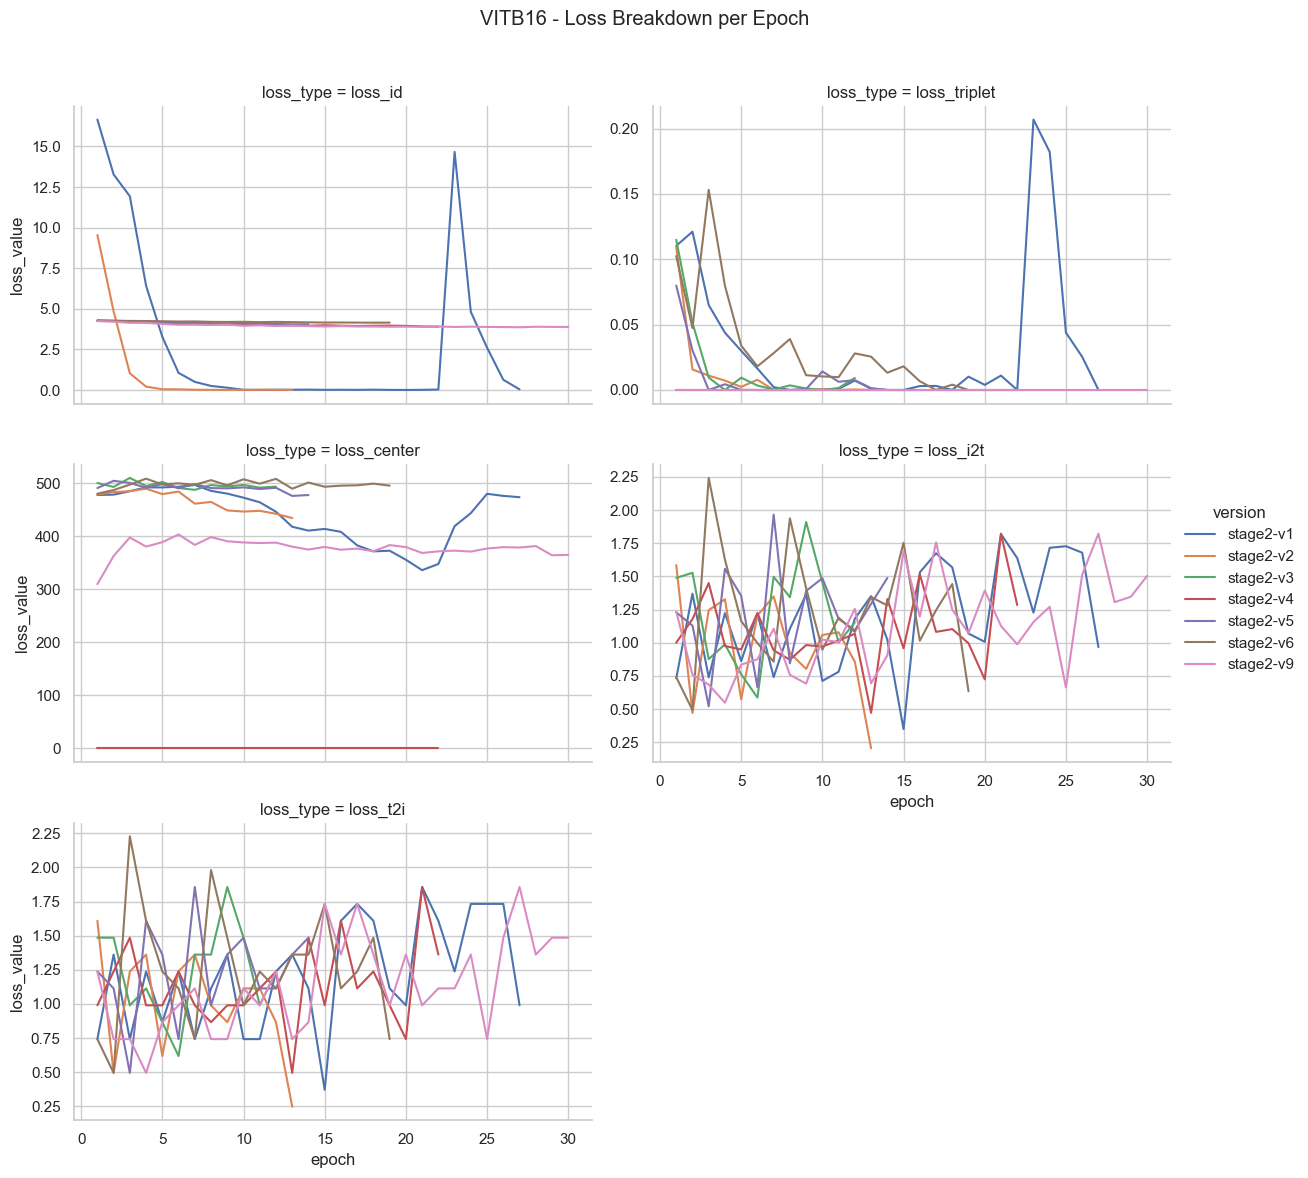 VITB16 - Loss Breakdown per Epoch
loss_type = loss_id
loss_value
15.0
12.5
10.0
7.5
5.0
2.5
0.0
loss_type = loss_triplet
0.20
0.15
0.10
0.05
0.00
loss_type = loss_center
loss_value
500
400
300
200
100
0
loss_type = loss_i2t
2.25
2.00
1.75
1.50
1.25
1.00
0.75
0.50
0.25
0 5 10 15 20 25 30
epoch
version
stage2-v1
stage2-v2
stage2-v3
stage2-v4
stage2-v5
stage2-v6
stage2-v9
loss_type = loss_t2i
loss_value
2.25
2.00
1.75
1.50
1.25
1.00
0.75
0.50
0.25
0 5 10 15 20 25 30
epoch